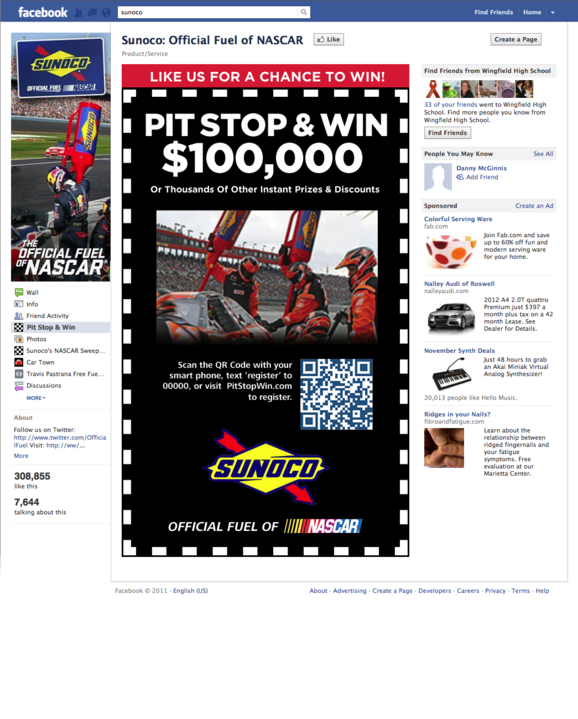 facebook
sunoco
Find Friends
Home
SUNOCO
OFFICIAL FUEL NASCAR
THE
OFFICIAL FUEL
OF NASCAR
Wall
Info
Friend Activity
Pit Stop & Win
Photos
Sunoco's NASCAR Sweep...
Car Town
Travis Pastrana Free Fue...
Discussions
MORE
About
Follow us on Twitter:
http://www.twitter.com/Officia
lFuel Visit: http://ww/...
More
308,855
like this
7,644
talking about this
Sunoco: Official Fuel of NASCAR
Like
Create a Page
Product/Service
LIKE US FOR A CHANCE TO WIN!
PIT STOP & WIN
$100,000
Or Thousands Of Other Instant Prizes & Discounts
Scan the QR Code with your
smart phone, text 'register' to
00000, or visit PitStopWin.com
to register.
SUNOCO
OFFICIAL FUEL OF NASCAR
Find Friends from Wingfield High School
33 of your friends went to Wingfield High
School. Find more people you know from
Wingfield High School.
Find Friends
People You May Know
See All
Danny McGinnis
Add Friend
Sponsored
Create an Ad
Colorful Serving Ware
fab.com
Join Fab.com and save
up to 60% off fun and
modern serving ware
for your home.
Nalley Audi of Roswell
nalleyaudi.com
2012 A4 2.0T quattro
Premium just $397 a
month plus tax on a 42
month Lease. See
Dealer for Details.
November Synth Deals
Just 48 hours to grab
an Akai Miniak Virtual
Analog Synthesizer!
20,013 people like Hello Music.
Ridges in your Nails?
fibroandfatigue.com
Learn about the
relationship between
ridged fingernails and
your fatigue
symptoms. Free
evaluation at our
Marietta Center.
Facebook © 2011 · English (US)
About · Advertising · Create a Page · Developers · Careers · Privacy · Terms · Help